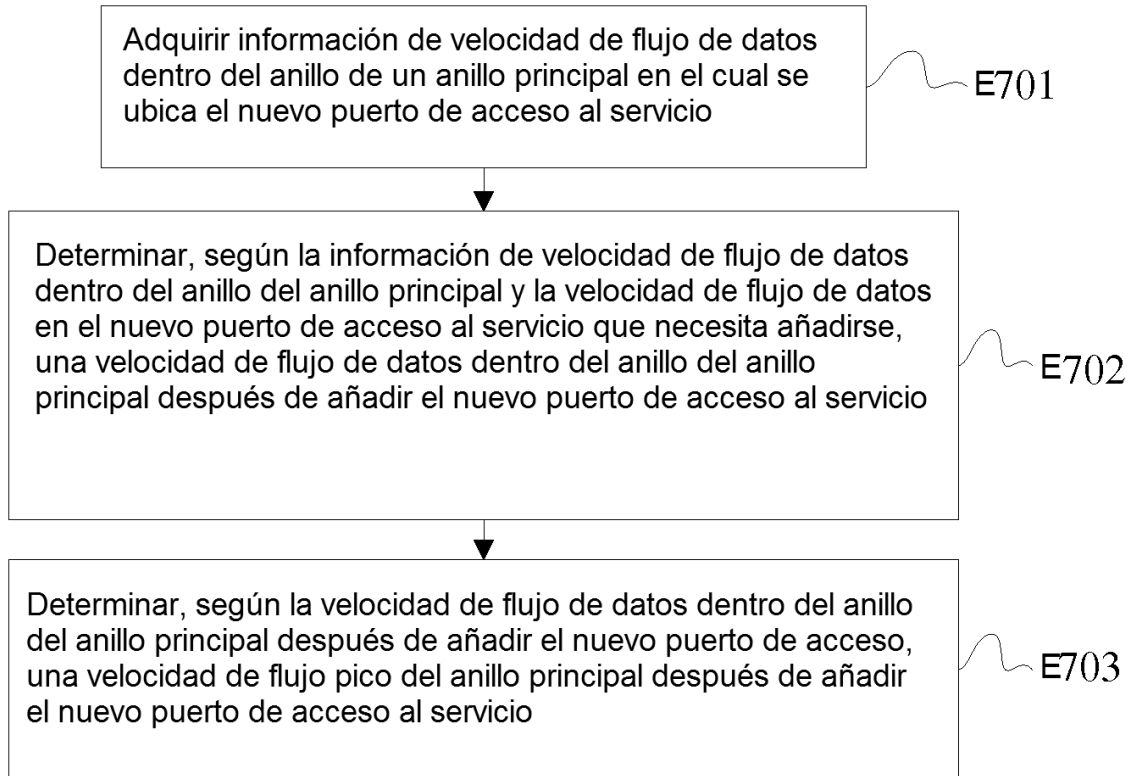 Adquirir información de velocidad de flujo de datos
dentro del anillo de un anillo principal en el cual se
ubica el nuevo puerto de acceso al servicio
E701
Determinar, según la información de velocidad de flujo de datos
dentro del anillo del anillo principal y la velocidad de flujo de datos
en el nuevo puerto de acceso al servicio que necesita añadirse,
una velocidad de flujo de datos dentro del anillo del anillo
principal después de añadir el nuevo puerto de acceso al servicio
E702
Determinar, según la velocidad de flujo de datos dentro del anillo
del anillo principal después de añadir el nuevo puerto de acceso,
una velocidad de flujo pico del anillo principal después de añadir
el nuevo puerto de acceso al servicio
E703